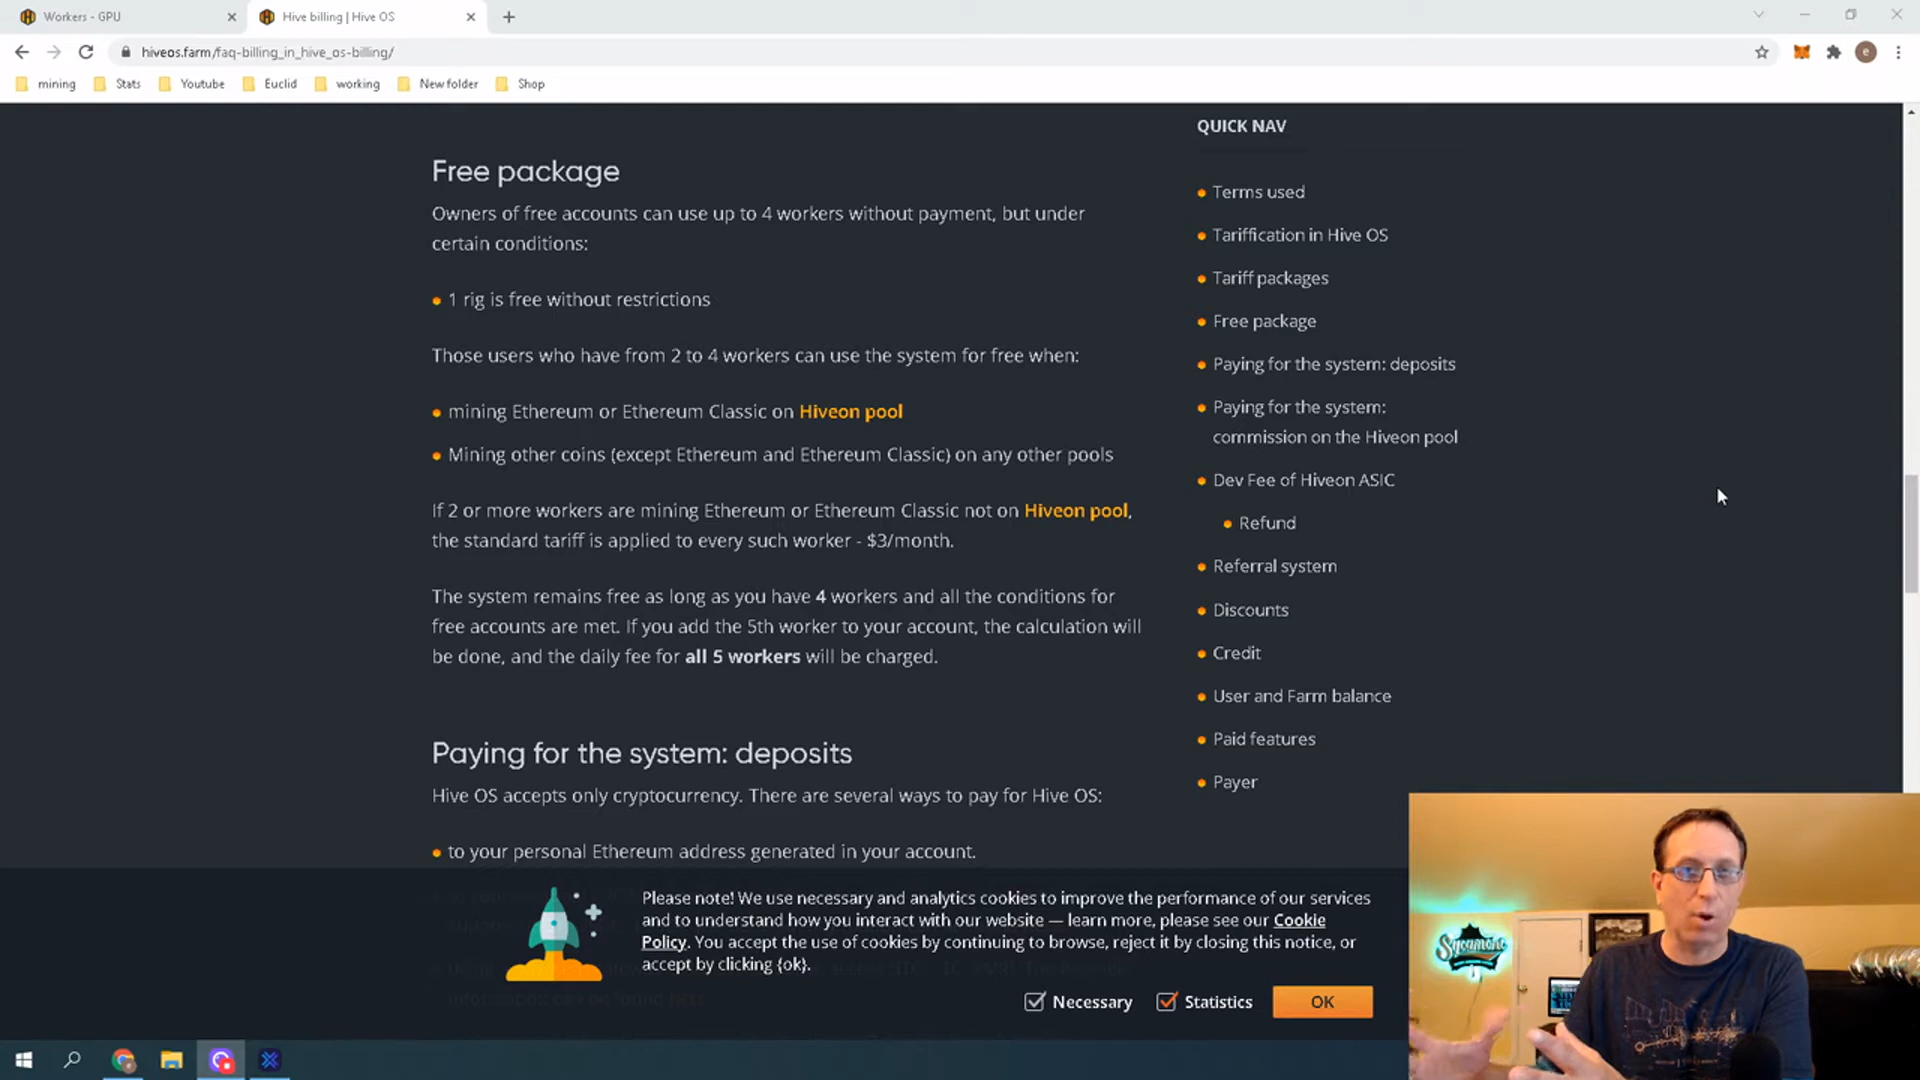 Workers - GPU
Hive billing | Hive OS
hiveos.farm/faq-billing_in_hive_os-billing/
e
mining
Stats
Youtube
Euclid
working
New folder
Shop
QUICK NAV
Free package
Owners of free accounts can use up to 4 workers without payment, but under
certain conditions:
1 rig is free without restrictions
Those users who have from 2 to 4 workers can use the system for free when:
mining Ethereum or Ethereum Classic on Hiveon pool
Mining other coins (except Ethereum and Ethereum Classic) on any other pools
If 2 or more workers are mining Ethereum or Ethereum Classic not on Hiveon pool,
the standard tariff is applied to every such worker - $3/month.
The system remains free as long as you have 4 workers and all the conditions for
free accounts are met. If you add the 5th worker to your account, the calculation will
be done, and the daily fee for all 5 workers will be charged.
Paying for the system: deposits
Hive OS accepts only cryptocurrency. There are several ways to pay for Hive OS:
to your personal Ethereum address generated in your account.
Terms used
Tariffication in Hive OS
Tariff packages
Free package
Paying for the system: deposits
Paying for the system:
commission on the Hiveon pool
Dev Fee of Hiveon ASIC
Refund
Referral system
Discounts
Credit
User and Farm balance
Paid features
Payer
Please note! We use necessary and analytics cookies to improve the performance of our services
and to understand how you interact with our website — learn more, please see our Cookie
Policy. You accept the use of cookies by continuing to browse, reject it by closing this notice, or
accept by clicking {ok}.
Necessary
Statistics
OK
Sycamore